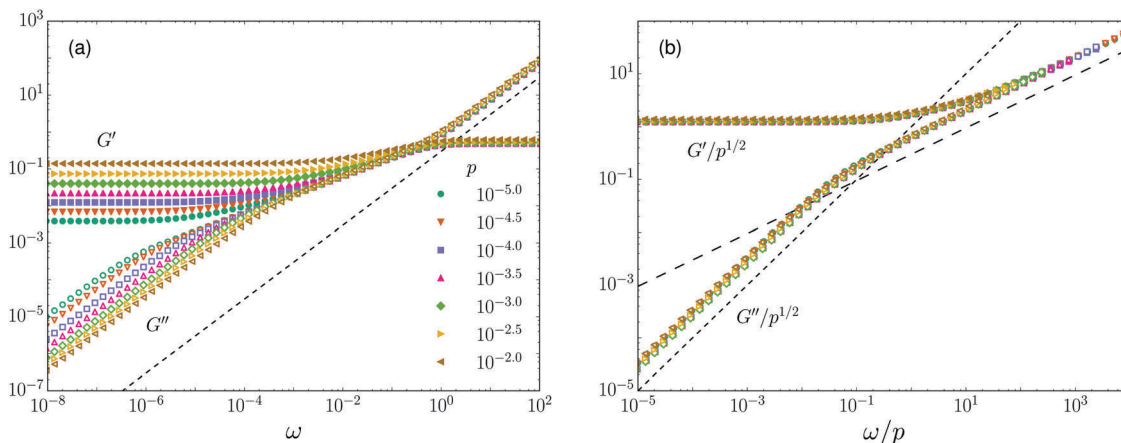 (a)
10^3
10^1
10^-1
10^-3
10^-5
10^-7
G′
G″
p
10^-5.0
10^-4.5
10^-4.0
10^-3.5
10^-3.0
10^-2.5
10^-2.0
10^-8 10^-6 10^-4 10^-2 10^0 10^2
ω
(b)
10^1
10^-1
10^-3
10^-5
G′/p^1/2
G″/p^1/2
10^-5 10^-3 10^-1 10^1 10^3
ω/p